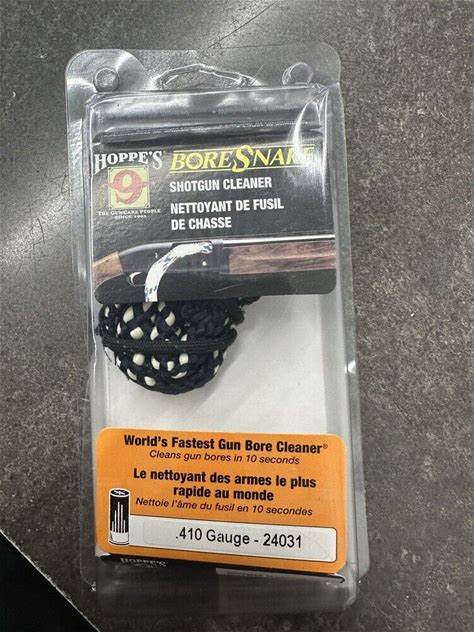 HOPPE'S
9
THE GUNCARE PEOPLE
SINCE 1903
BORESNAKE
SHOTGUN CLEANER
NETTOYANT DE FUSIL
DE CHASSE
World's Fastest Gun Bore Cleaner®
Cleans gun bores in 10 seconds
Le nettoyant des armes le plus
rapide au monde
Nettoie l'âme du fusil en 10 secondes
.410 Gauge - 24031
HOPPE'S